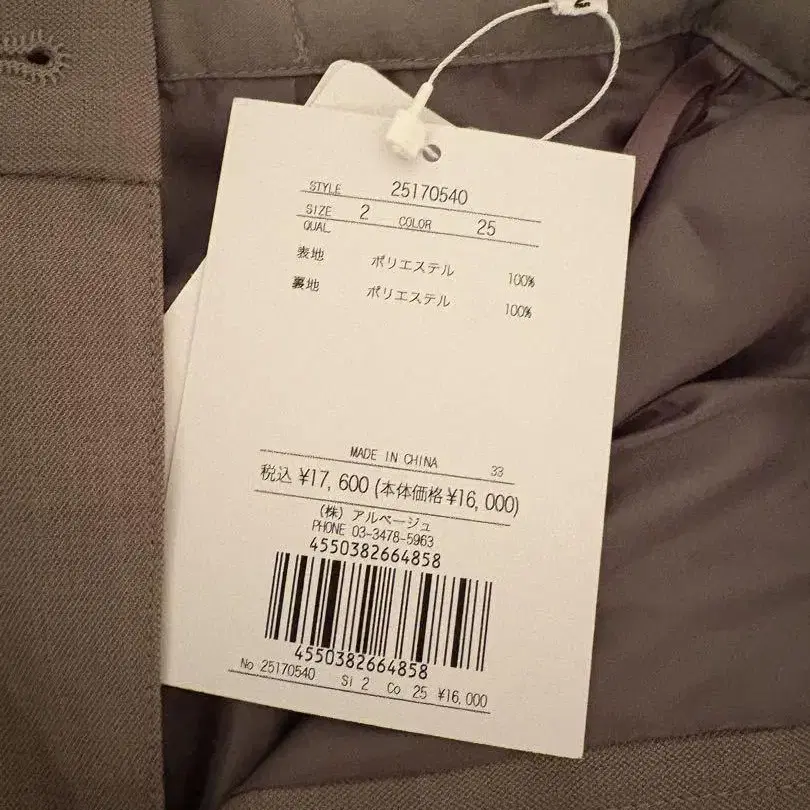 STYLE 25170540
SIZE 2 COLOR 25
QUAL
表地 ポリエステル 100%
裏地 ポリエステル 100%
MADE IN CHINA 33
税込 ¥17,600 (本体価格¥16,000)
(株) アルページュ
PHONE 03-3478-5963
4550382664858
4550382664858
No 25170540 Si 2 Co 25 ¥16,000